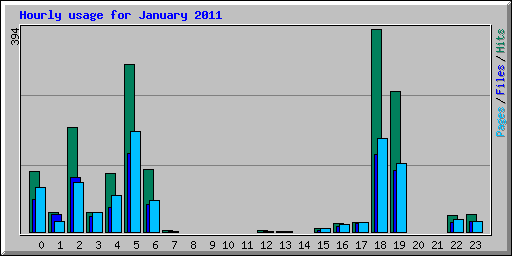 Hourly usage for January 2011
394
Pages/Files/Hits
0 1 2 3 4 5 6 7 8 9 10 11 12 13 14 15 16 17 18 19 20 21 22 23